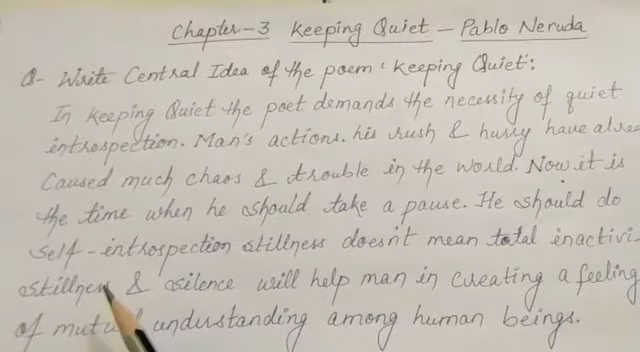 Chapter-3 Keeping Quiet - Pablo Neruda
Q- Write Central Idea of the poem 'Keeping Quiet':
In Keeping Quiet the poet demands the necessity of quiet
introspection. Man's actions, his rush & hurry have
Caused much chaos & trouble in the world. Now it is
the time when he should take a pause. He should do
self-introspection stillness doesn't mean total
stillness & silence will help man in creating a feeling
of mutual understanding among human beings.